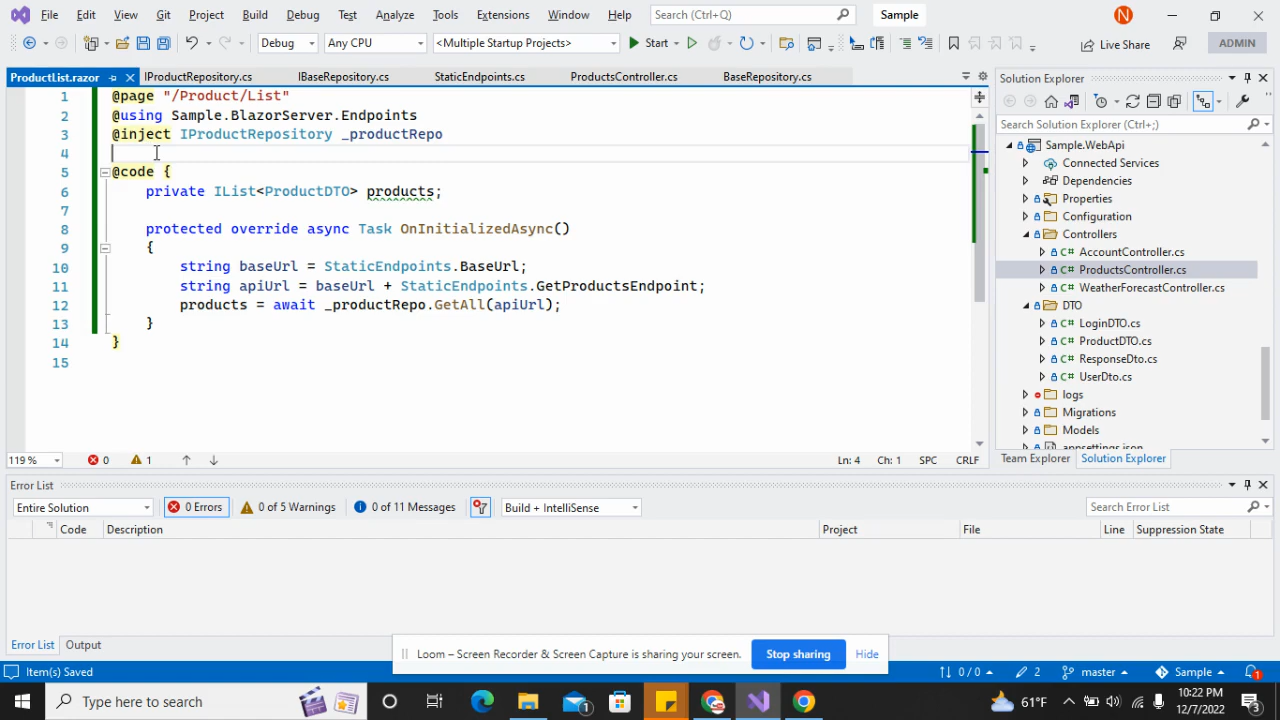 File Edit View Git Project Build Debug Test Analyze Tools Extensions Window Help Search (Ctrl+Q) Sample N
Debug Any CPU <Multiple Startup Projects> Start Live Share ADMIN
ProductList.razor IProductRepository.cs IBaseRepository.cs StaticEndpoints.cs ProductsController.cs BaseRepository.cs
1 @page "/Product/List"
2 @using Sample.BlazorServer.Endpoints
3 @inject IProductRepository _productRepo
4
5 @code {
6 private IList<ProductDTO> products;
7
8 protected override async Task OnInitializedAsync()
9 {
10 string baseUrl = StaticEndpoints.BaseUrl;
11 string apiUrl = baseUrl + StaticEndpoints.GetProductsEndpoint;
12 products = await _productRepo.GetAll(apiUrl);
13 }
14 }
15
119 % 0 1 Ln: 4 Ch: 1 SPC CRLF
Solution Explorer
Search Solution Explorer (Ctrl+;)
Sample.WebApi
Connected Services
Dependencies
Properties
Configuration
Controllers
C# AccountController.cs
C# ProductsController.cs
C# WeatherForecastController.cs
DTO
C# LoginDTO.cs
C# ProductDTO.cs
C# ResponseDto.cs
C# UserDto.cs
logs
Migrations
Models
appsettings.json
Team Explorer Solution Explorer
Error List
Entire Solution 0 Errors 0 of 5 Warnings 0 of 11 Messages Build + IntelliSense Search Error List
Code Description Project File Line Suppression State
Error List Output
Loom – Screen Recorder & Screen Capture is sharing your screen. Stop sharing Hide
Item(s) Saved 0 / 0 2 master Sample 1
Type here to search 1 61°F 10:22 PM 12/7/2022 3